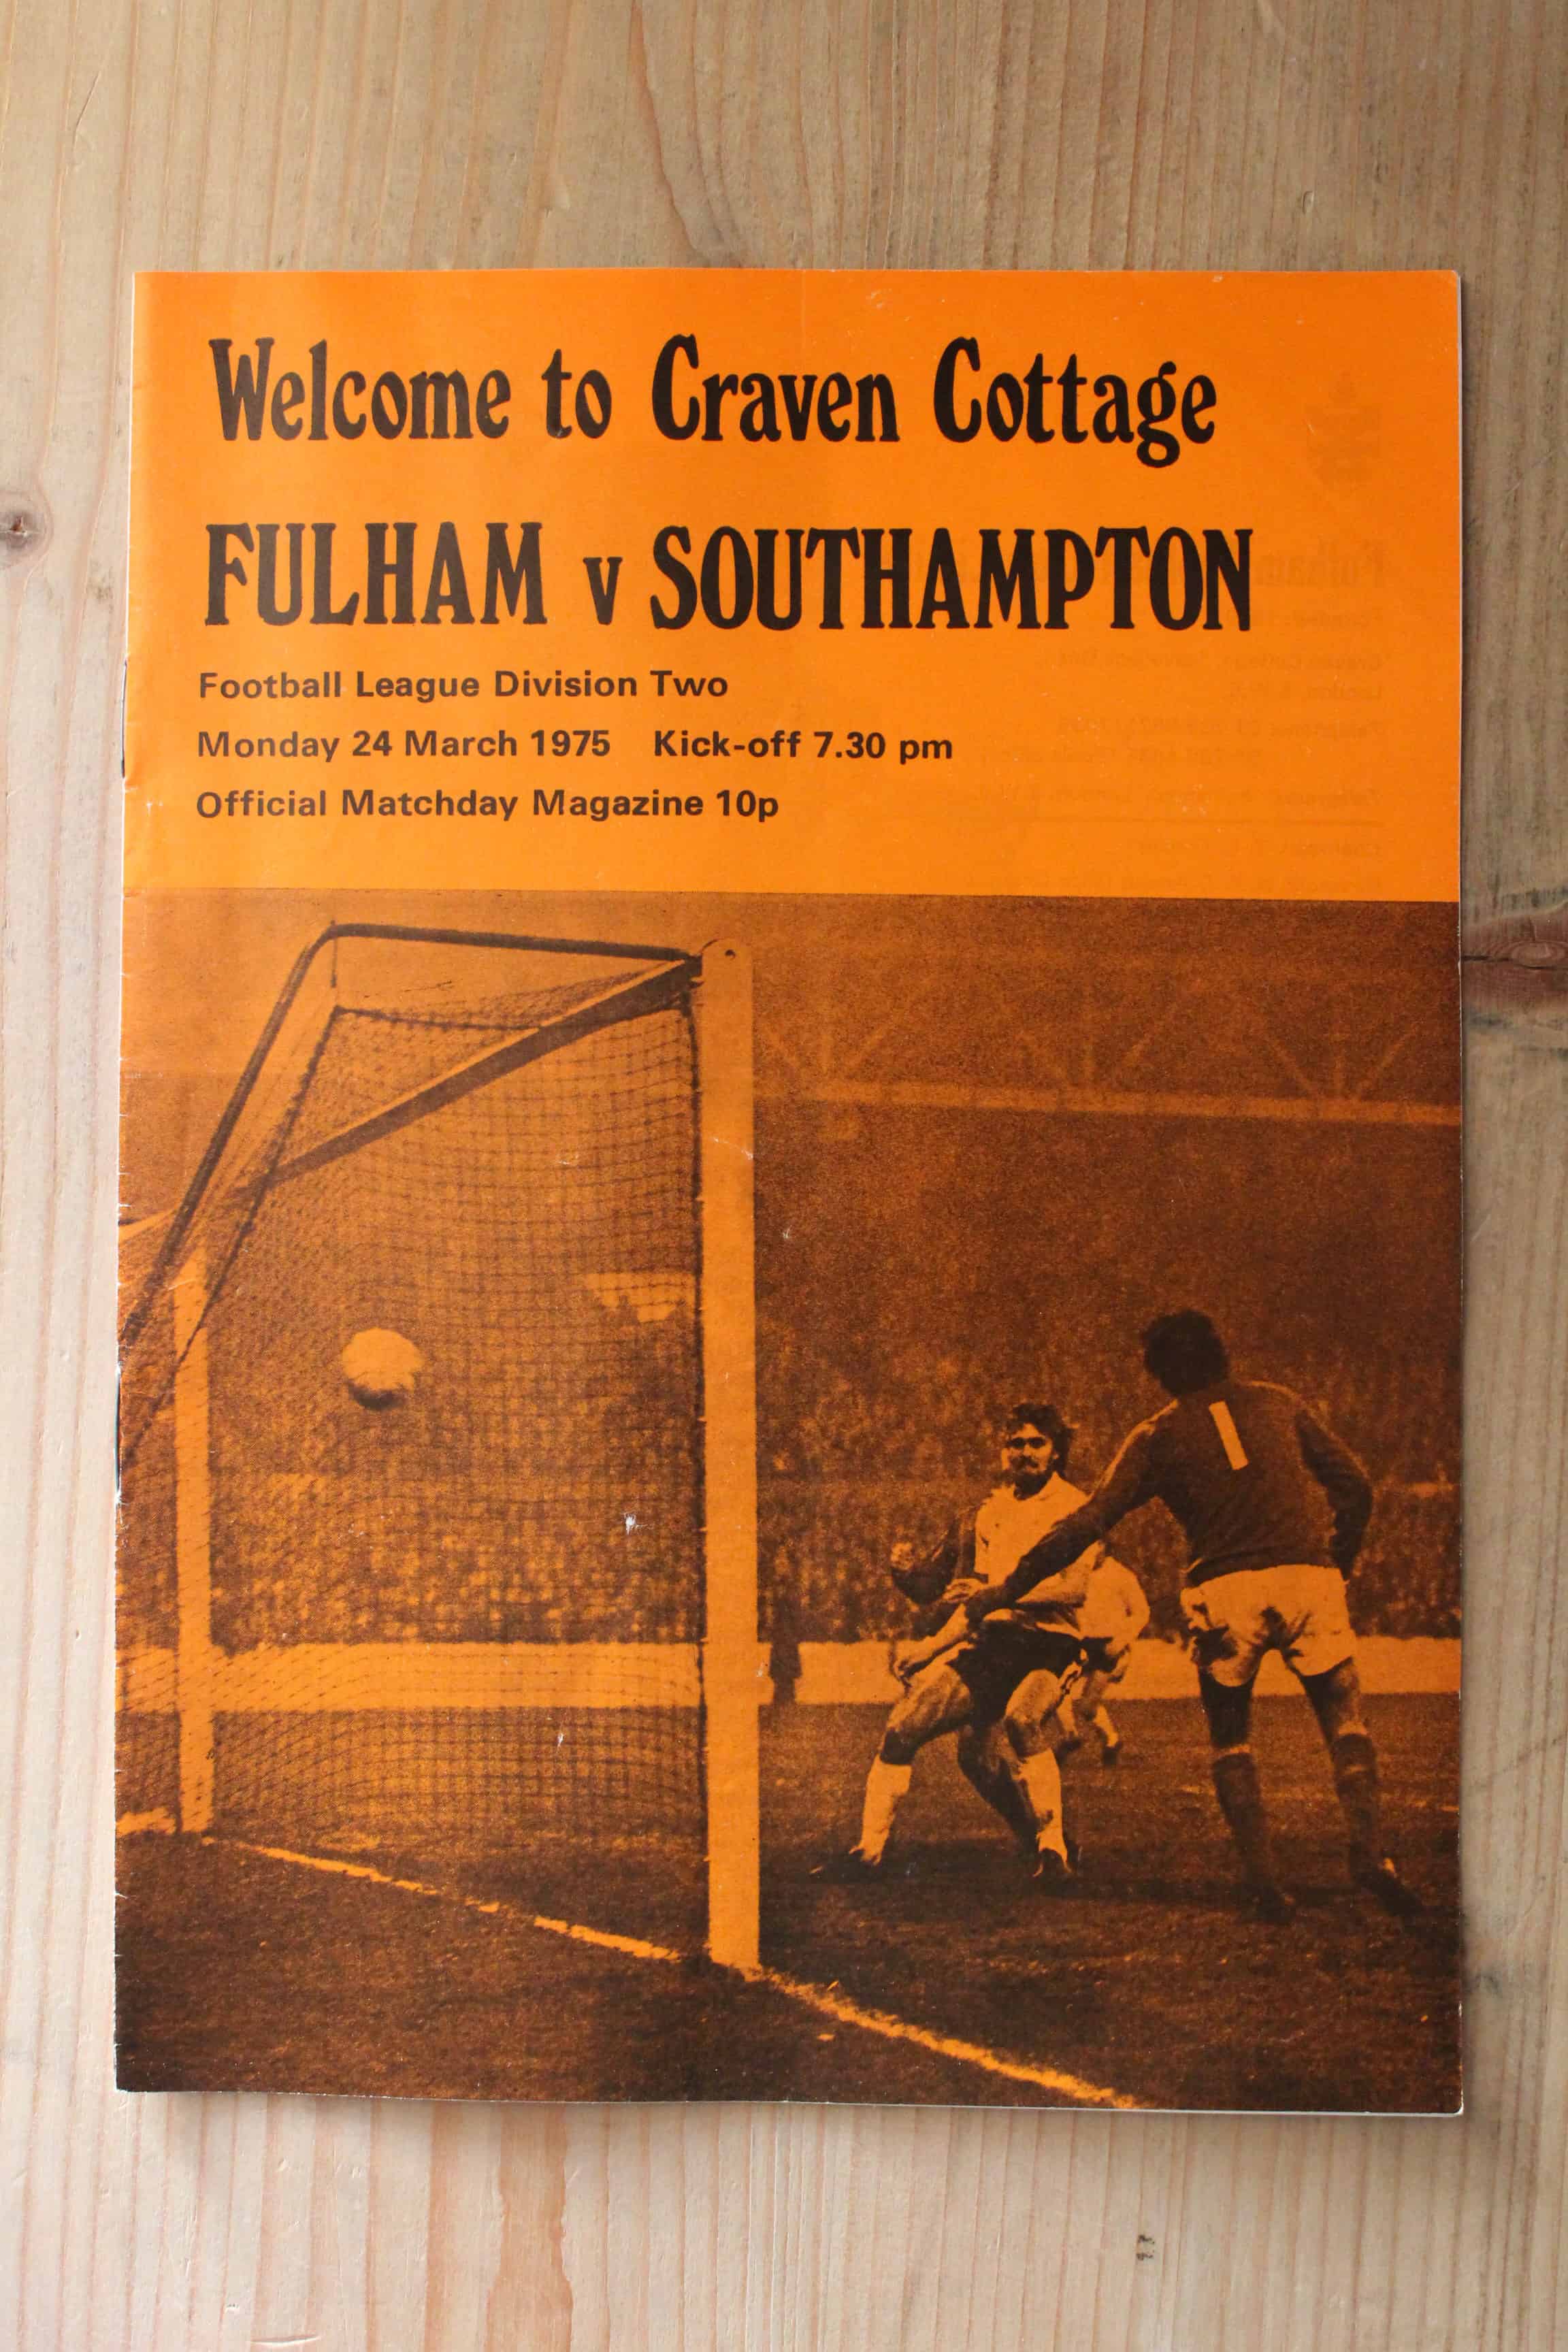 Welcome to Craven Cottage
FULHAM v SOUTHAMPTON
Football League Division Two
Monday 24 March 1975 Kick-off 7.30 pm
Official Matchday Magazine 10p
1